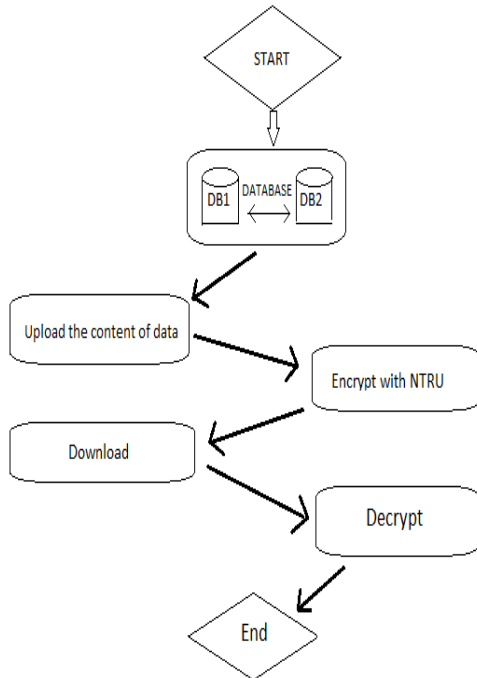 START
DATABASE
DB1
DB2
Upload the content of data
Encrypt with NTRU
Download
Decrypt
End